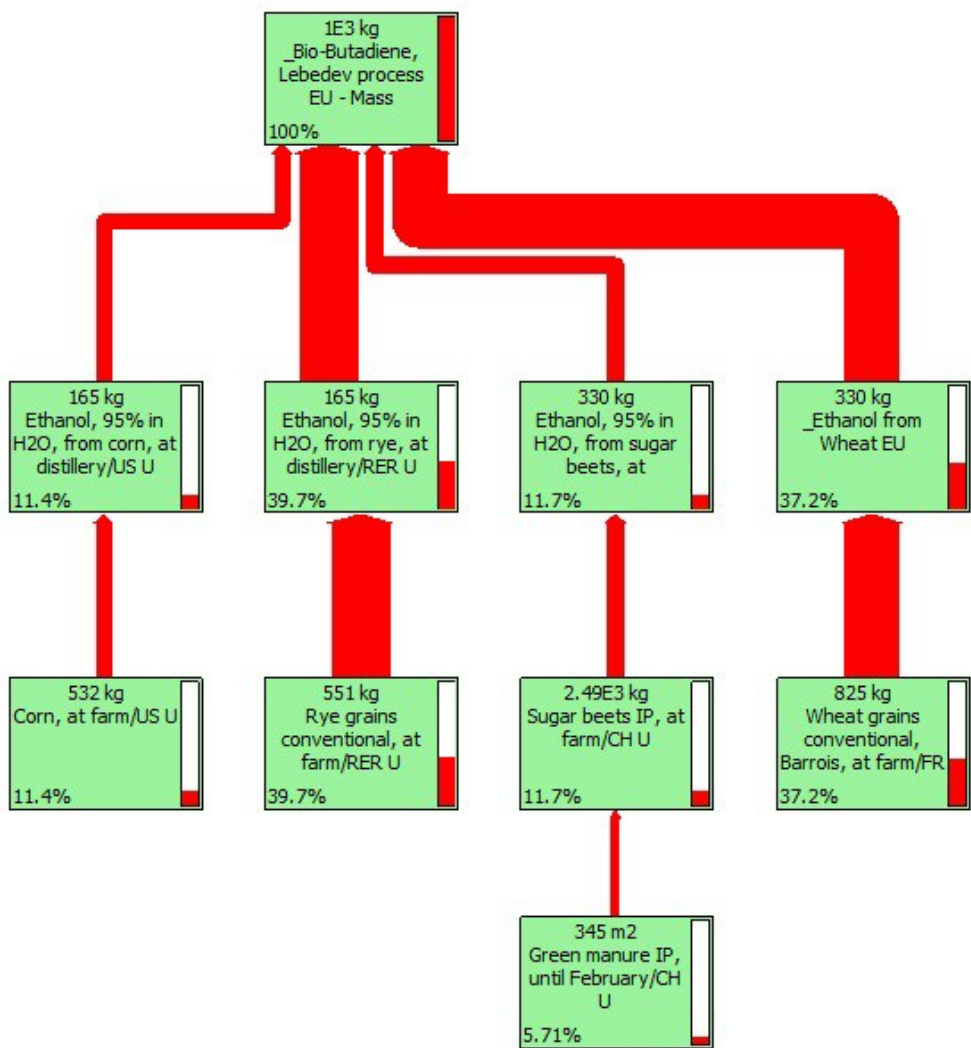 1E3 kg
_Bio-Butadiene,
Lebedev process
EU - Mass
100%
165 kg
Ethanol, 95% in
H2O, from corn, at
distillery/US U
11.4%
165 kg
Ethanol, 95% in
H2O, from rye, at
distillery/RER U
39.7%
330 kg
Ethanol, 95% in
H2O, from sugar
beets, at
11.7%
330 kg
_Ethanol from
Wheat EU
37.2%
532 kg
Corn, at farm/US U
11.4%
551 kg
Rye grains
conventional, at
farm/RER U
39.7%
2.49E3 kg
Sugar beets IP, at
farm/CH U
11.7%
825 kg
Wheat grains
conventional,
Barrois, at farm/FR
37.2%
345 m2
Green manure IP,
until February/CH
U
5.71%